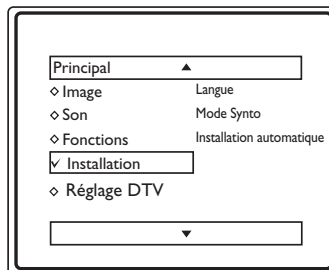 Principal ▲
◇ Image Langue
◇ Son Mode Synto
◇ Fonctions Installation automatique
✓ Installation
◇ Réglage DTV
▼